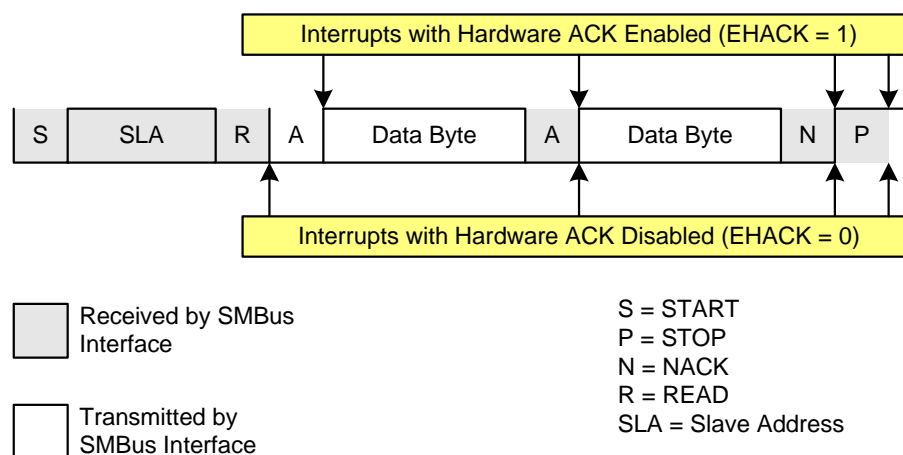 Interrupts with Hardware ACK Enabled (EHACK = 1)
S SLA R A Data Byte A Data Byte N P
Interrupts with Hardware ACK Disabled (EHACK = 0)
Received by SMBus
Interface
Transmitted by
SMBus Interface
S = START
P = STOP
N = NACK
R = READ
SLA = Slave Address